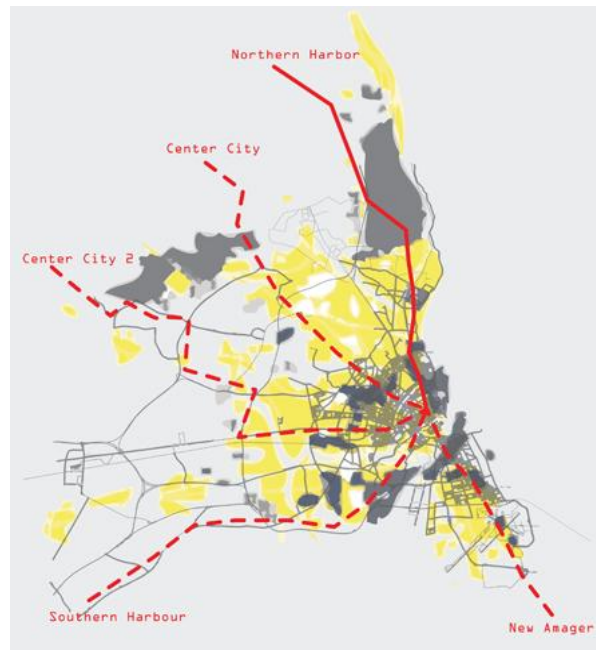 Northern Harbor
Center City
Center City 2
Southern Harbour
New Amager